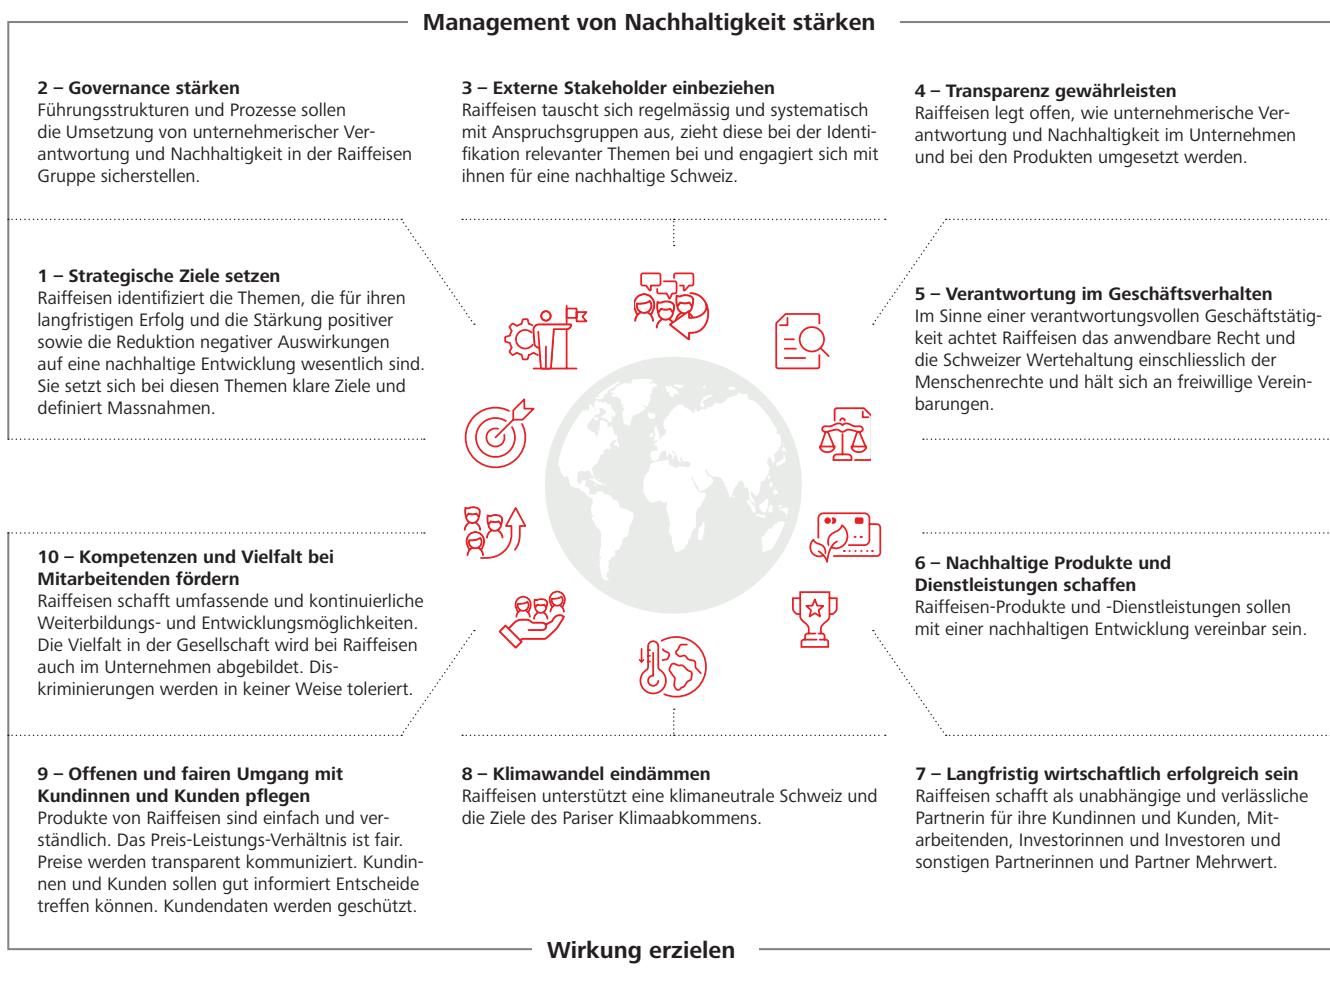 Management von Nachhaltigkeit stärken
2 – Governance stärken
Führungsstrukturen und Prozesse sollen
die Umsetzung von unternehmerischer Ver-
antwortung und Nachhaltigkeit in der Raiffeisen
Gruppe sicherstellen.
3 – Externe Stakeholder einbeziehen
Raiffeisen tauscht sich regelmässig und systematisch
mit Anspruchsgruppen aus, zieht diese bei der Identi-
fikation relevanter Themen bei und engagiert sich mit
ihnen für eine nachhaltige Schweiz.
4 – Transparenz gewährleisten
Raiffeisen legt offen, wie unternehmerische Ver-
antwortung und Nachhaltigkeit im Unternehmen
und bei den Produkten umgesetzt werden.
1 – Strategische Ziele setzen
Raiffeisen identifiziert die Themen, die für ihren
langfristigen Erfolg und die Stärkung positiver
sowie die Reduktion negativer Auswirkungen
auf eine nachhaltige Entwicklung wesentlich sind.
Sie setzt sich bei diesen Themen klare Ziele und
definiert Massnahmen.
5 – Verantwortung im Geschäftsverhalten
Im Sinne einer verantwortungsvollen Geschäftstätig-
keit achtet Raiffeisen das anwendbare Recht und
die Schweizer Wertehaltung einschliesslich der
Menschenrechte und hält sich an freiwillige Verein-
barungen.
10 – Kompetenzen und Vielfalt bei
Mitarbeitenden fördern
Raiffeisen schafft umfassende und kontinuierliche
Weiterbildungs- und Entwicklungsmöglichkeiten.
Die Vielfalt in der Gesellschaft wird bei Raiffeisen
auch im Unternehmen abgebildet. Dis-
kriminierungen werden in keiner Weise toleriert.
6 – Nachhaltige Produkte und
Dienstleistungen schaffen
Raiffeisen-Produkte und -Dienstleistungen sollen
mit einer nachhaltigen Entwicklung vereinbar sein.
9 – Offenen und fairen Umgang mit
Kundinnen und Kunden pflegen
Produkte von Raiffeisen sind einfach und ver-
ständlich. Das Preis-Leistungs-Verhältnis ist fair.
Preise werden transparent kommuniziert. Kundin-
nen und Kunden sollen gut informiert Entscheide
treffen können. Kundendaten werden geschützt.
8 – Klimawandel eindämmen
Raiffeisen unterstützt eine klimaneutrale Schweiz und
die Ziele des Pariser Klimaabkommens.
7 – Langfristig wirtschaftlich erfolgreich sein
Raiffeisen schafft als unabhängige und verlässliche
Partnerin für ihre Kundinnen und Kunden, Mit-
arbeitenden, Investorinnen und Investoren und
sonstigen Partnerinnen und Partner Mehrwert.
Wirkung erzielen